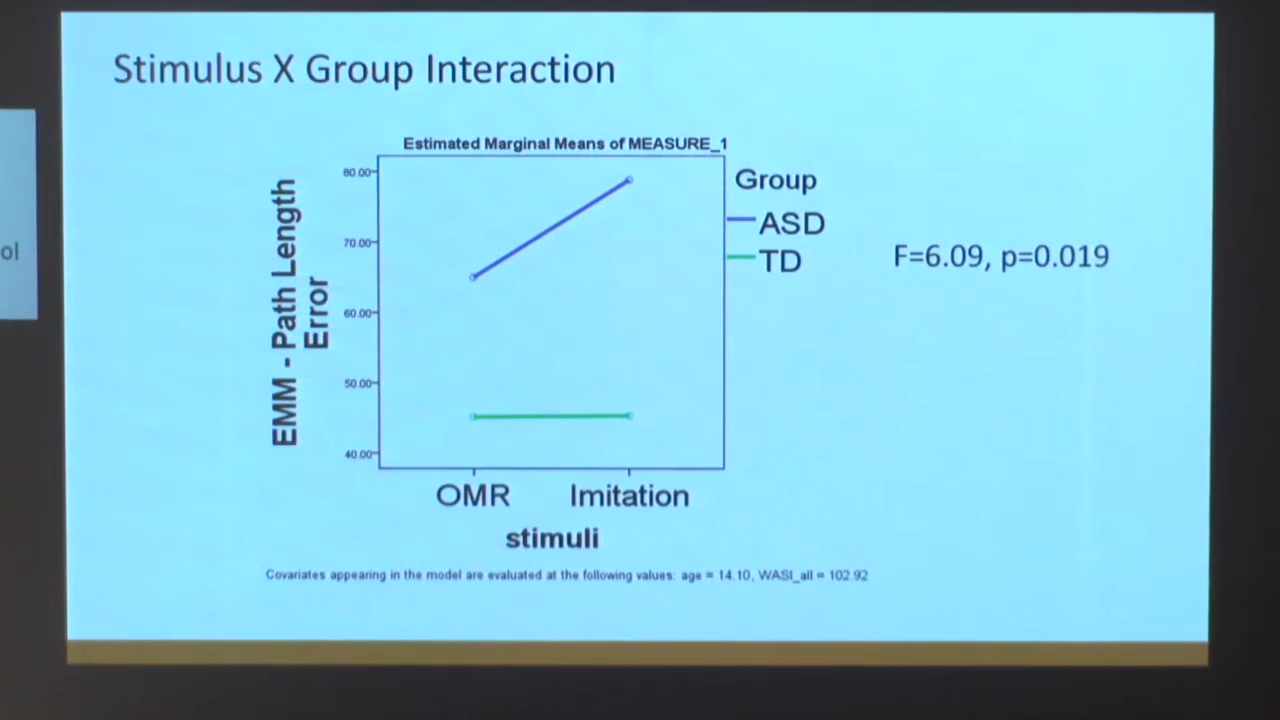 Stimulus X Group Interaction
Estimated Marginal Means of MEASURE_1
EMM - Path Length
Error
80.00
70.00
60.00
50.00
40.00
OMR
Imitation
stimuli
Group
ASD
TD
F=6.09, p=0.019
Covariates appearing in the model are evaluated at the following values: age = 14.10, WASI_all = 102.92
ol